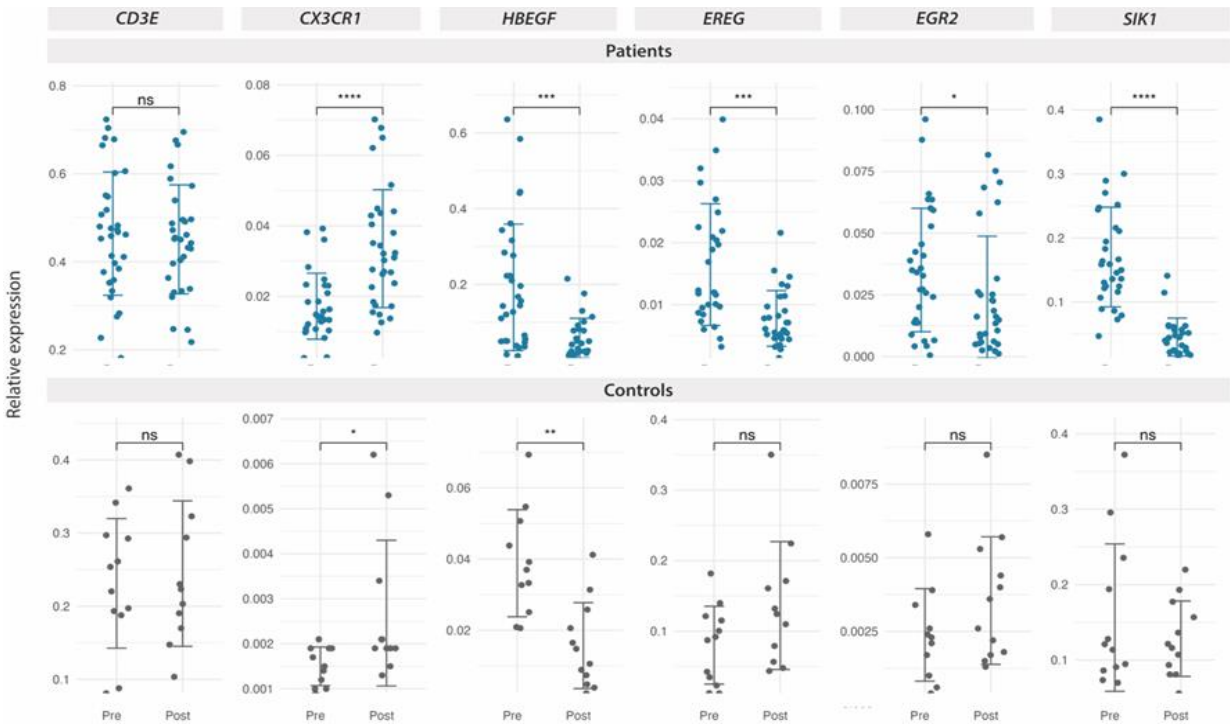 CD3E CX3CR1 HBEGF EREG EGR2 SIK1
Patients
ns **** *** *** * ****
0.8 0.08 0.6 0.04 0.100 0.4
0.6 0.06 0.4 0.03 0.075 0.3
0.4 0.04 0.2 0.02 0.050 0.2
0.2 0.02 0.01 0.025 0.1
0.000
Relative expression
Controls
ns * ** ns ns ns
0.4 0.007 0.06 0.4 0.0075 0.4
0.3 0.006 0.04 0.3 0.0050 0.3
0.2 0.005 0.02 0.2 0.0025 0.2
0.1 0.004 0.1 0.1
0.003
0.002
0.001
Pre Post Pre Post Pre Post Pre Post Post Pre Post